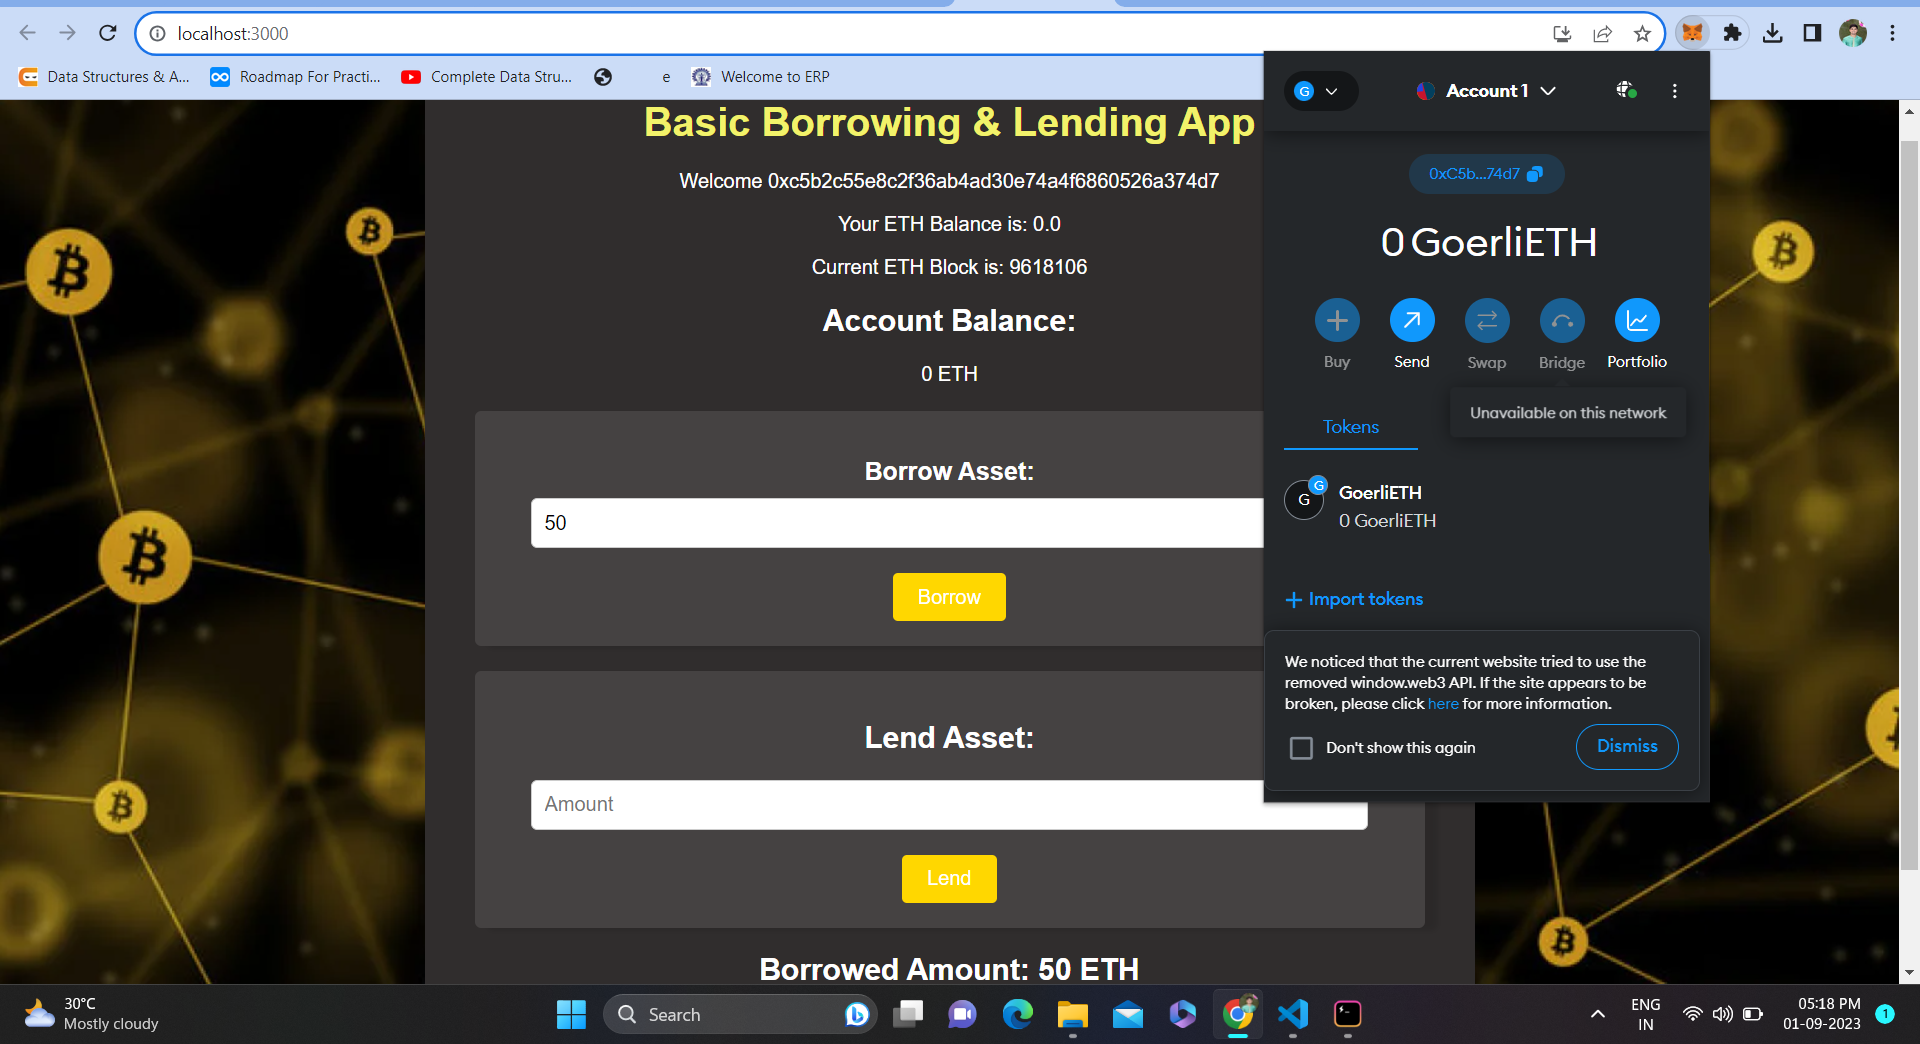 localhost:3000
Data Structures & A...
Roadmap For Practi...
Complete Data Stru...
e
Welcome to ERP
Basic Borrowing & Lending App
Welcome 0xc5b2c55e8c2f36ab4ad30e74a4f6860526a374d7
Your ETH Balance is: 0.0
Current ETH Block is: 9618106
Account Balance:
0 ETH
Borrow Asset:
50
Borrow
Lend Asset:
Amount
Lend
Borrowed Amount: 50 ETH
G
Account 1
0xC5b...74d7
0 GoerliETH
Buy
Send
Swap
Bridge
Portfolio
Unavailable on this network
Tokens
G
G
GoerliETH
0 GoerliETH
+ Import tokens
We noticed that the current website tried to use the
removed window.web3 API. If the site appears to be
broken, please click here for more information.
Don't show this again
Dismiss
30°C
Mostly cloudy
Search
ENG
IN
05:18 PM
01-09-2023
1